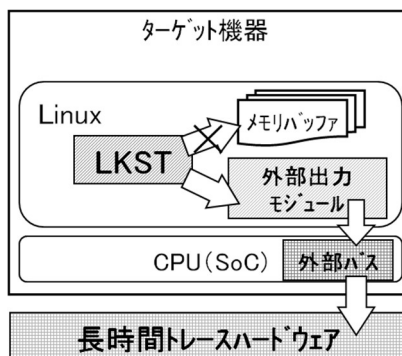 ターゲット機器
Linux
メモリバッファ
LKST
外部出力
モジュール
CPU(SoC)
外部バス
長時間トレースハードウェア